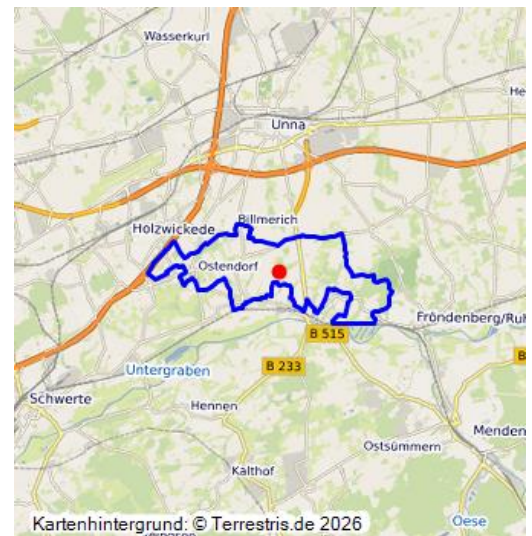 Wasserkurl
Unna
He
Holzwickede
Billmerich
Ostendorf
Fröndenberg/Ruh
B 515
Untergraben
B 233
B
Schwerte
Hennen
Menden
Ostsümmern
Kalthof
Oese
Kartenhintergrund: © Terrestris.de 2026